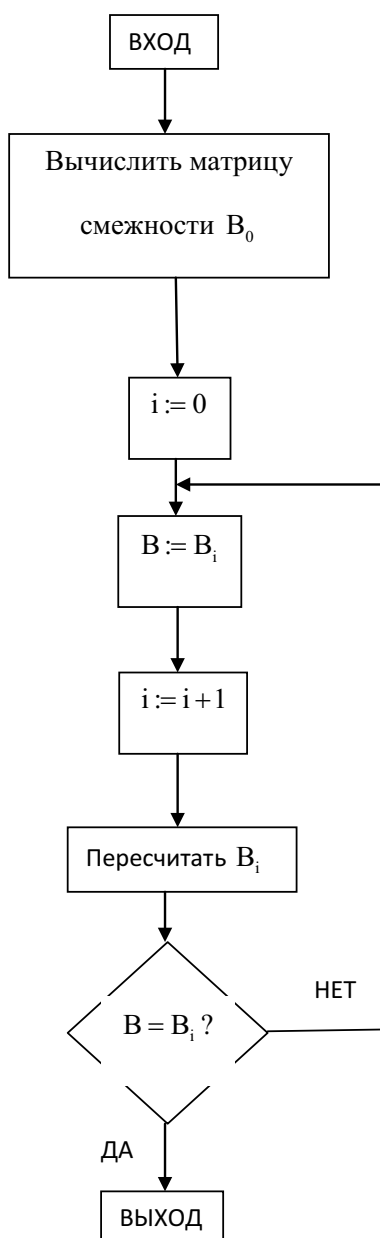 ВХОД
Вычислить матрицу
смежности B₀
i := 0
B := Bᵢ
i := i + 1
Пересчитать Bᵢ
B = Bᵢ ?
НЕТ
ДА
ВЫХОД